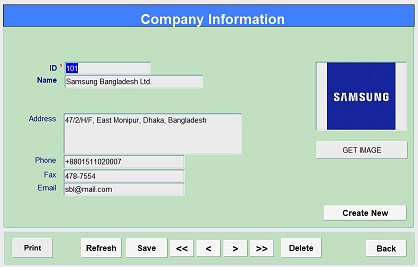 Company Information
ID * 101
Name Samsung Bangladesh Ltd.
SAMSUNG
Address 47/2/H/F, East Monipur, Dhaka, Bangladesh
GET IMAGE
Phone +8801511020007
Fax 478-7554
Email sbl@mail.com
Create New
Print Refresh Save << < > >> Delete Back